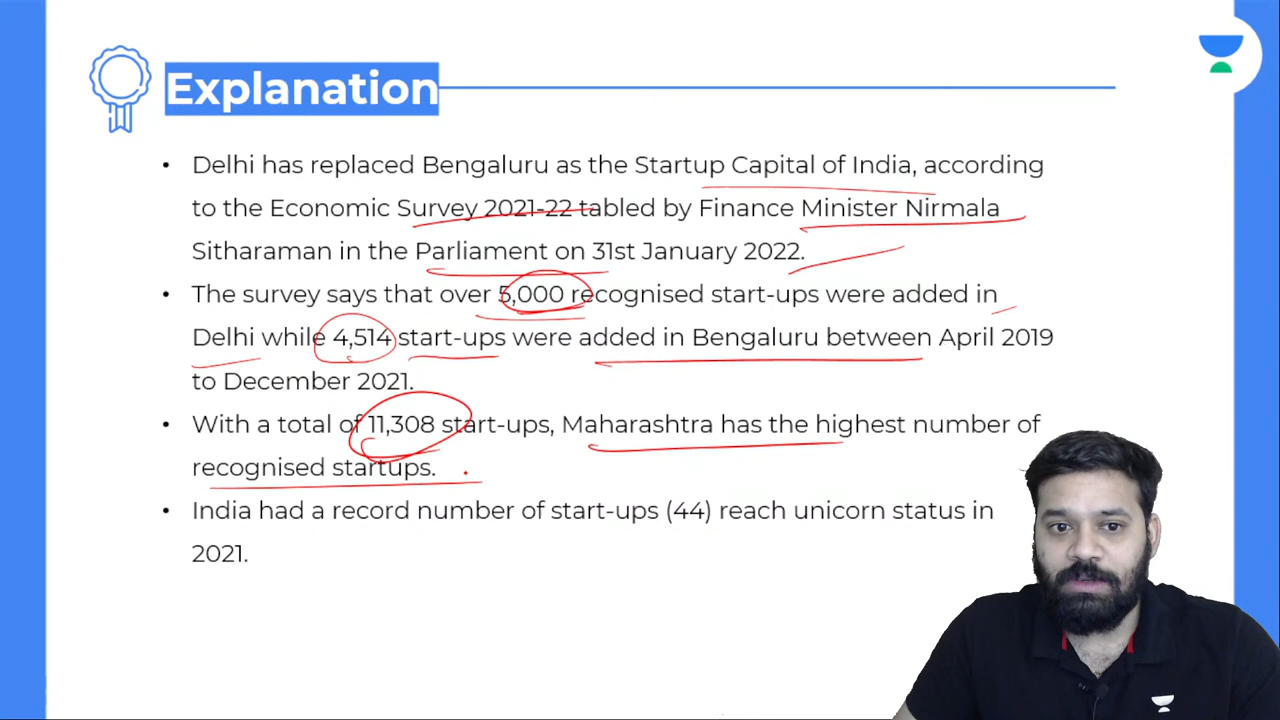 Explanation
• Delhi has replaced Bengaluru as the Startup Capital of India, according
to the Economic Survey 2021-22 tabled by Finance Minister Nirmala
Sitharaman in the Parliament on 31st January 2022.
• The survey says that over 5,000 recognised start-ups were added in
Delhi while 4,514 start-ups were added in Bengaluru between April 2019
to December 2021.
• With a total of 11,308 start-ups, Maharashtra has the highest number of
recognised startups.
• India had a record number of start-ups (44) reach unicorn status in
2021.